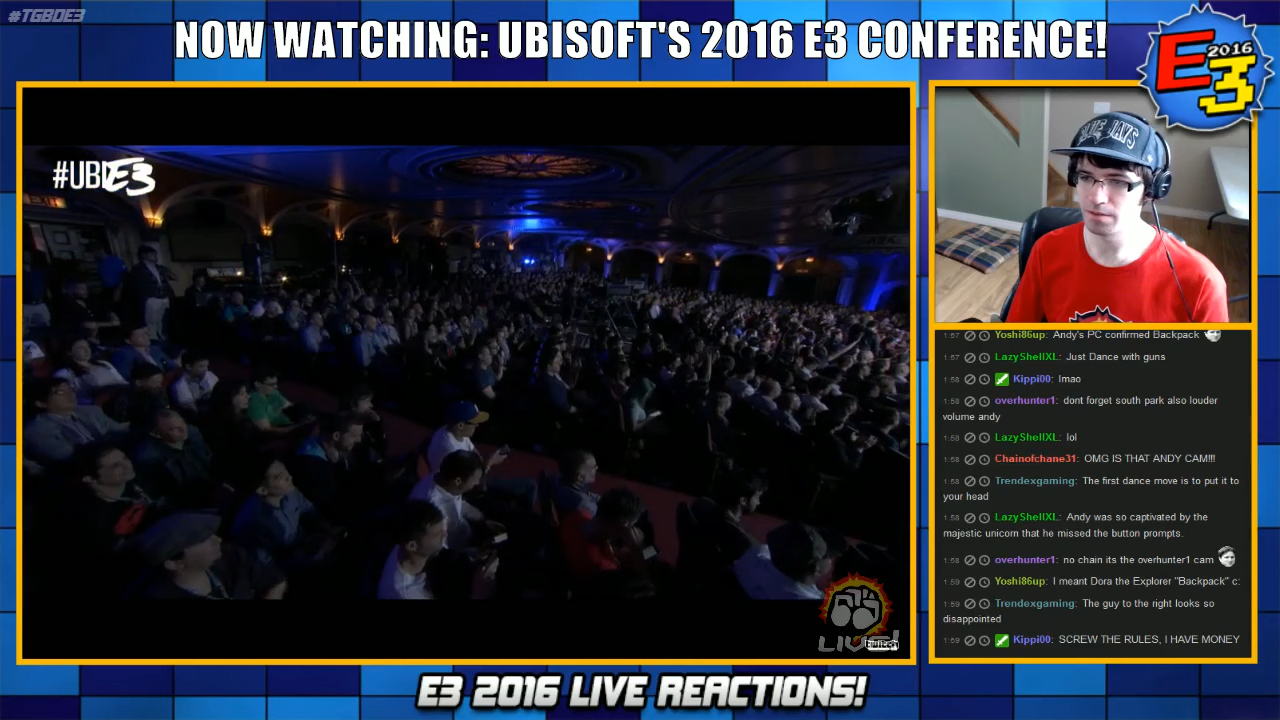 #TGBDE3
NOW WATCHING: UBISOFT'S 2016 E3 CONFERENCE!
E3 2016
#UBIE3
BLUE JAYS
1:57 Yoshi86up: Andy's PC confirmed Backpack
1:57 LazyShellXL: Just Dance with guns
1:58 Kippi00: lmao
1:58 overhunter1: dont forget south park also louder
volume andy
1:58 LazyShellXL: lol
1:58 Chainofchane31: OMG IS THAT ANDY CAM!!!
1:58 Trendexgaming: The first dance move is to put it to
your head
1:58 LazyShellXL: Andy was so captivated by the
majestic unicorn that he missed the button prompts.
1:58 overhunter1: no chain its the overhunter1 cam
1:59 Yoshi86up: I meant Dora the Explorer "Backpack" c:
1:59 Trendexgaming: The guy to the right looks so
disappointed
1:59 Kippi00: SCREW THE RULES, I HAVE MONEY
LIVE!
twitch
E3 2016 LIVE REACTIONS!